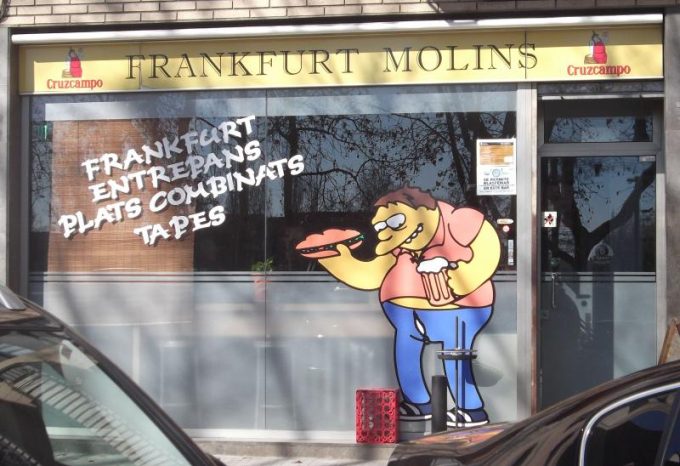 Cruzcampo FRANKFURT MOLINS Cruzcampo
FRANKFURT
ENTREPANS
PLATS COMBINATS
TAPES